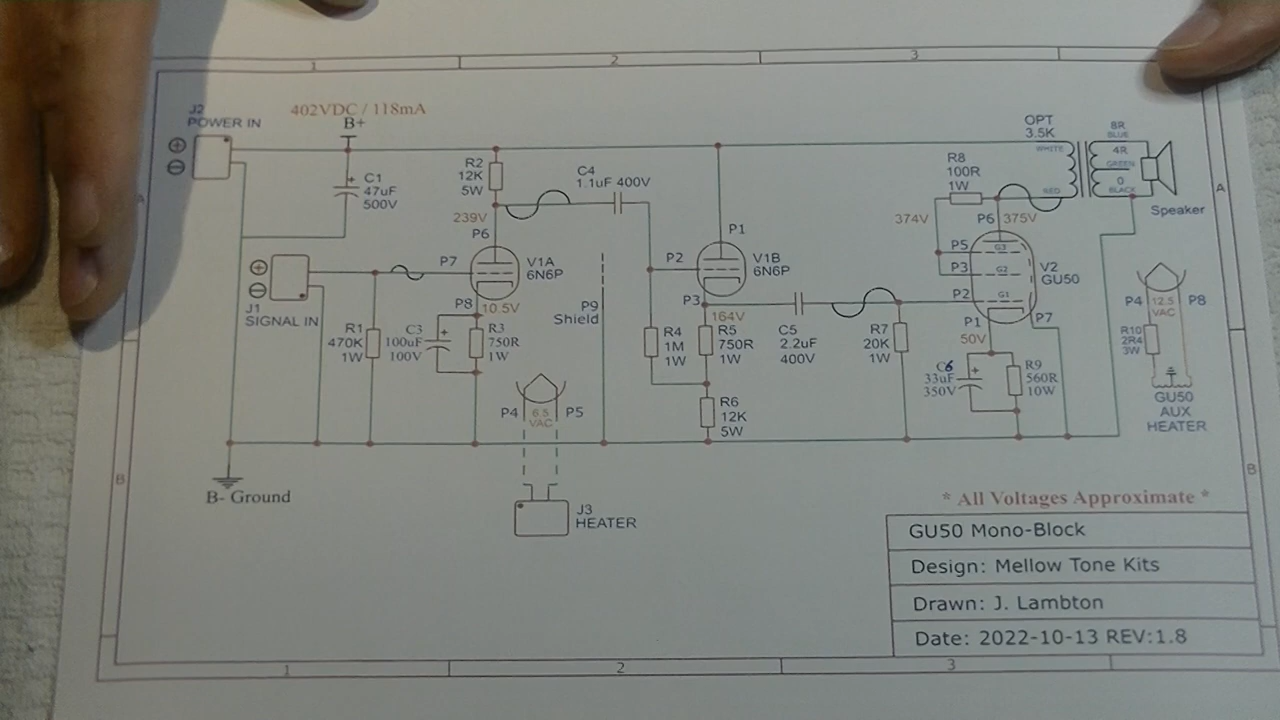 1
2
3
J2
POWER IN
402VDC / 118mA
B+
C1
47uF
500V
R2
12K
5W
C4
1.1uF 400V
239V
P6
P7
V1A
6N6P
P8
10.5V
P1
P2
V1B
6N6P
P3
164V
OPT
3.5K
WHITE
RED
8R
BLUE
4R
GREEN
0
BLACK
Speaker
R8
100R
1W
374V
P6
375V
P5
P3
P2
P1
P7
G3
G2
G1
V2
GU50
50V
J1
SIGNAL IN
R1
470K
1W
C3
100uF
100V
R3
750R
1W
P9
Shield
R4
1M
1W
R5
750R
1W
C5
2.2uF
400V
R7
20K
1W
C6
33uF
350V
R9
560R
10W
P4
12.5
VAC
P8
R10
2R4
3W
GU50
AUX
HEATER
P4
6.5
VAC
P5
R6
12K
5W
J3
HEATER
B- Ground
A
A
B
B
* All Voltages Approximate *
GU50 Mono-Block
Design: Mellow Tone Kits
Drawn: J. Lambton
Date: 2022-10-13 REV:1.8
1
2
3